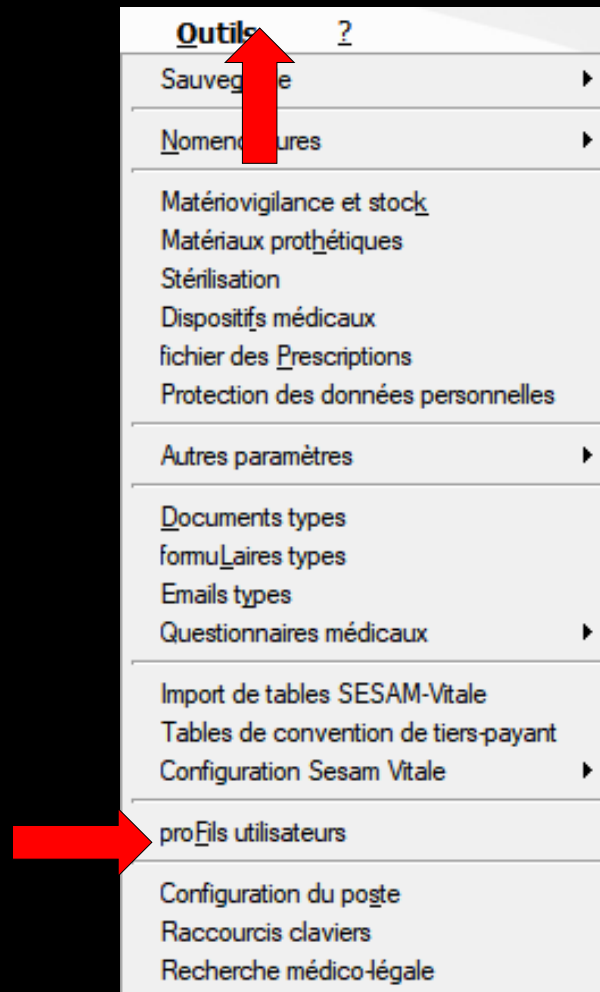 Outils ?
Sauvegarde
Nomenclatures
Matériovigilance et stock
Matériaux prothétiques
Stérilisation
Dispositifs médicaux
fichier des Prescriptions
Protection des données personnelles
Autres paramètres
Documents types
formuLaires types
Emails types
Questionnaires médicaux
Import de tables SESAM-Vitale
Tables de convention de tiers-payant
Configuration Sesam Vitale
proFils utilisateurs
Configuration du poste
Raccourcis claviers
Recherche médico-légale